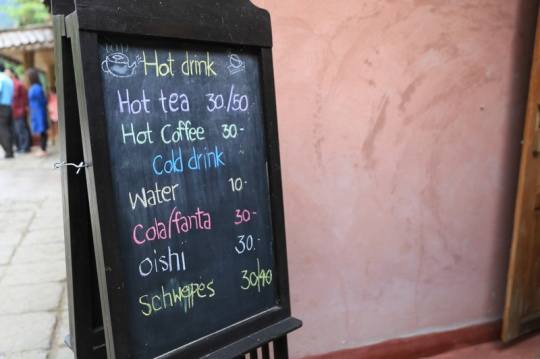 Hot drink
Hot tea 30/50
Hot Coffee 30-
Cold drink
Water 10-
Cola/fanta 30-
oishi 30-
Schwppes 30/40